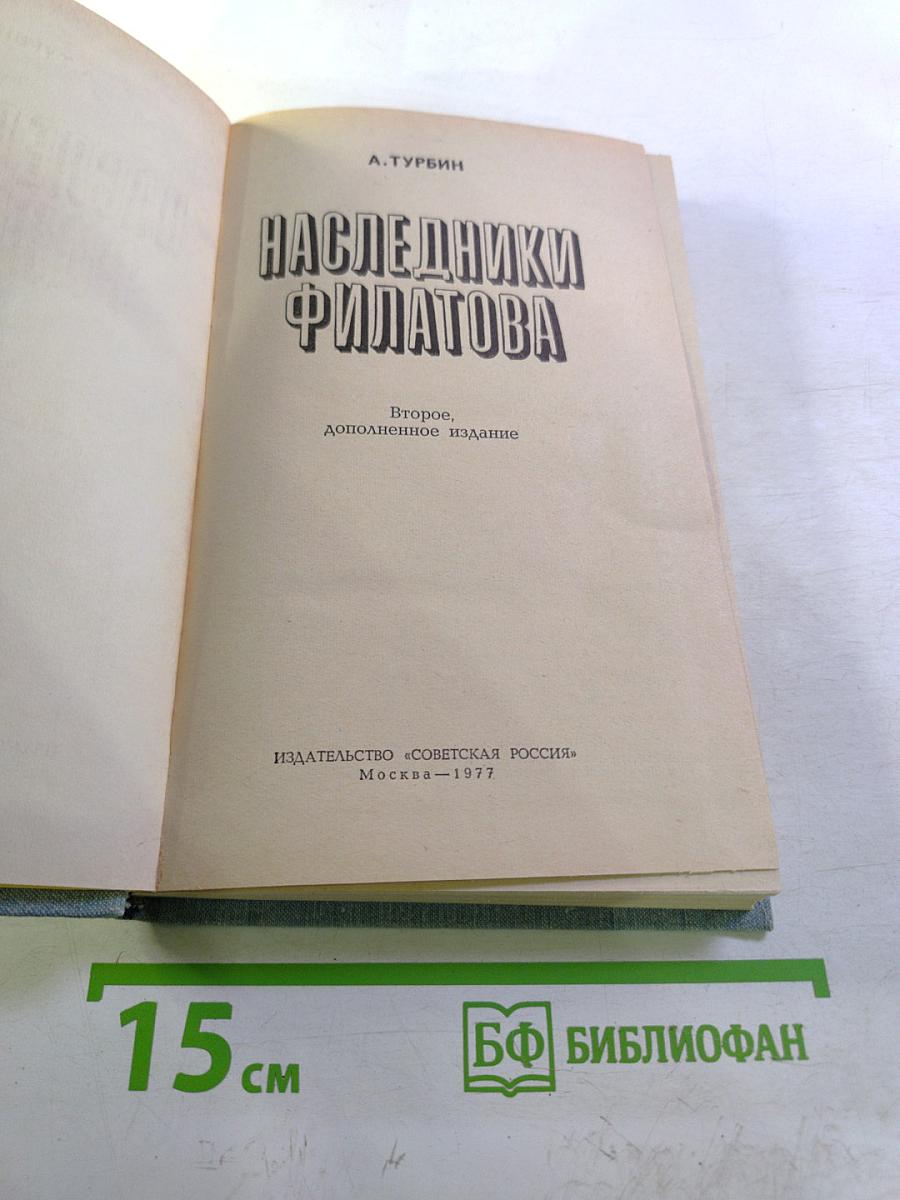 А. ТУРБИН
НАСЛЕДНИКИ
ФИЛАТОВА
Второе,
дополненное издание
ИЗДАТЕЛЬСТВО «СОВЕТСКАЯ РОССИЯ»
Москва—1977
15 см
БФ БИБЛИОФАН